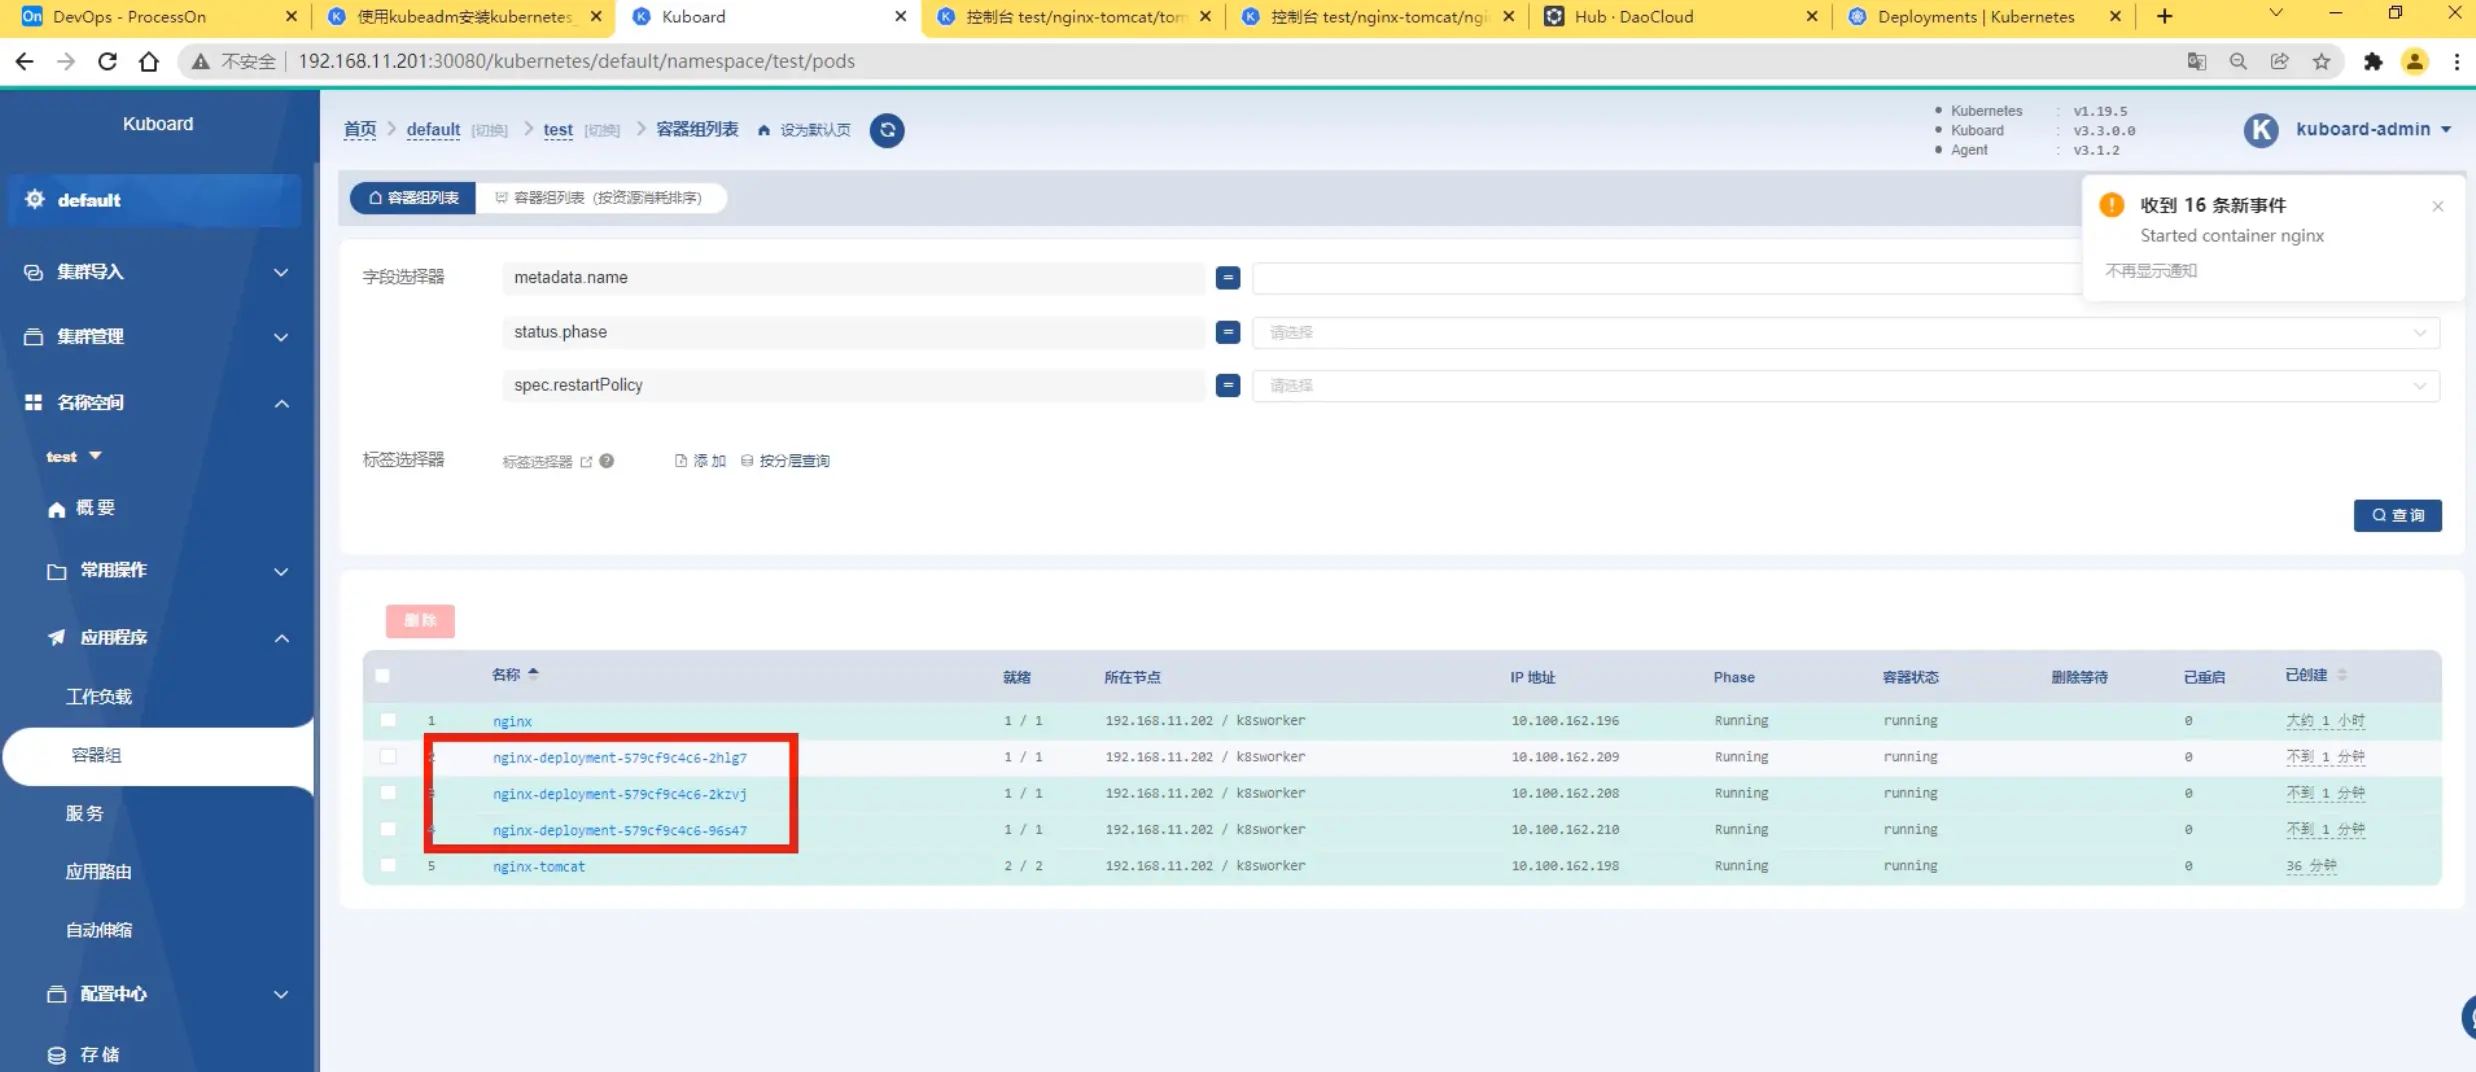 DevOps - ProcessOn
使用kubeadm安装kubernetes_
Kuboard
控制台 test/nginx-tomcat/tom
控制台 test/nginx-tomcat/ngi
Hub · DaoCloud
Deployments | Kubernetes
不安全 192.168.11.201:30080/kubernetes/default/namespace/test/pods
Kuboard
首页 > default [切换] > test [切换] > 容器组列表 设为默认页
Kubernetes : v1.19.5
Kuboard : v3.3.0.0
Agent : v3.1.2
kuboard-admin
default
集群导入
集群管理
名称空间
test
概要
常用操作
应用程序
工作负载
容器组
服务
应用路由
自动伸缩
配置中心
存储
容器组列表 容器组列表（按资源消耗排序）
收到 16 条新事件
Started container nginx
不再显示通知
字段选择器 metadata.name =
status.phase = 请选择
spec.restartPolicy = 请选择
标签选择器 标签选择器 添加 按分层查询
查询
删除
名称 就绪 所在节点 IP 地址 Phase 容器状态 删除等待 已重启 已创建
1 nginx 1 / 1 192.168.11.202 / k8sworker 10.100.162.196 Running running 0 大约 1 小时
nginx-deployment-579cf9c4c6-2hlg7 1 / 1 192.168.11.202 / k8sworker 10.100.162.209 Running running 0 不到 1 分钟
nginx-deployment-579cf9c4c6-2kzvj 1 / 1 192.168.11.202 / k8sworker 10.100.162.208 Running running 0 不到 1 分钟
nginx-deployment-579cf9c4c6-96s47 1 / 1 192.168.11.202 / k8sworker 10.100.162.210 Running running 0 不到 1 分钟
5 nginx-tomcat 2 / 2 192.168.11.202 / k8sworker 10.100.162.198 Running running 0 36 分钟